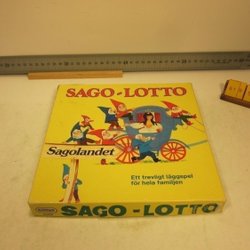 SAGO-LOTTO
Sagolandet
Ett trevligt läggspel
för hela familjen
SAGO-LOTTO